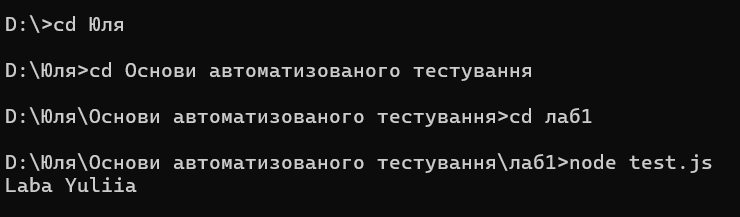 D:\>cd Юля
D:\Юля>cd Основи автоматизованого тестування
D:\Юля\Основи автоматизованого тестування>cd лаб1
D:\Юля\Основи автоматизованого тестування\лаб1>node test.js
Laba Yuliia